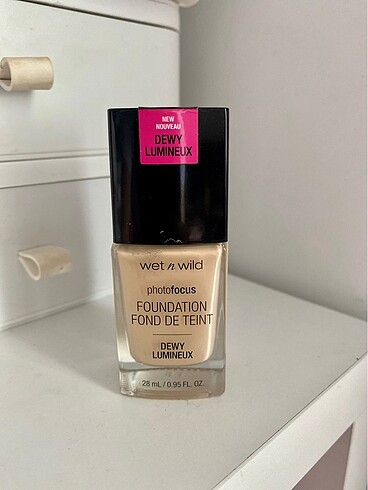 NEW
NOUVEAU
DEWY
LUMINEUX
wet n wild
photofocus
FOUNDATION
FOND DE TEINT
DEWY
LUMINEUX
28 mL / 0.95 FL. OZ.